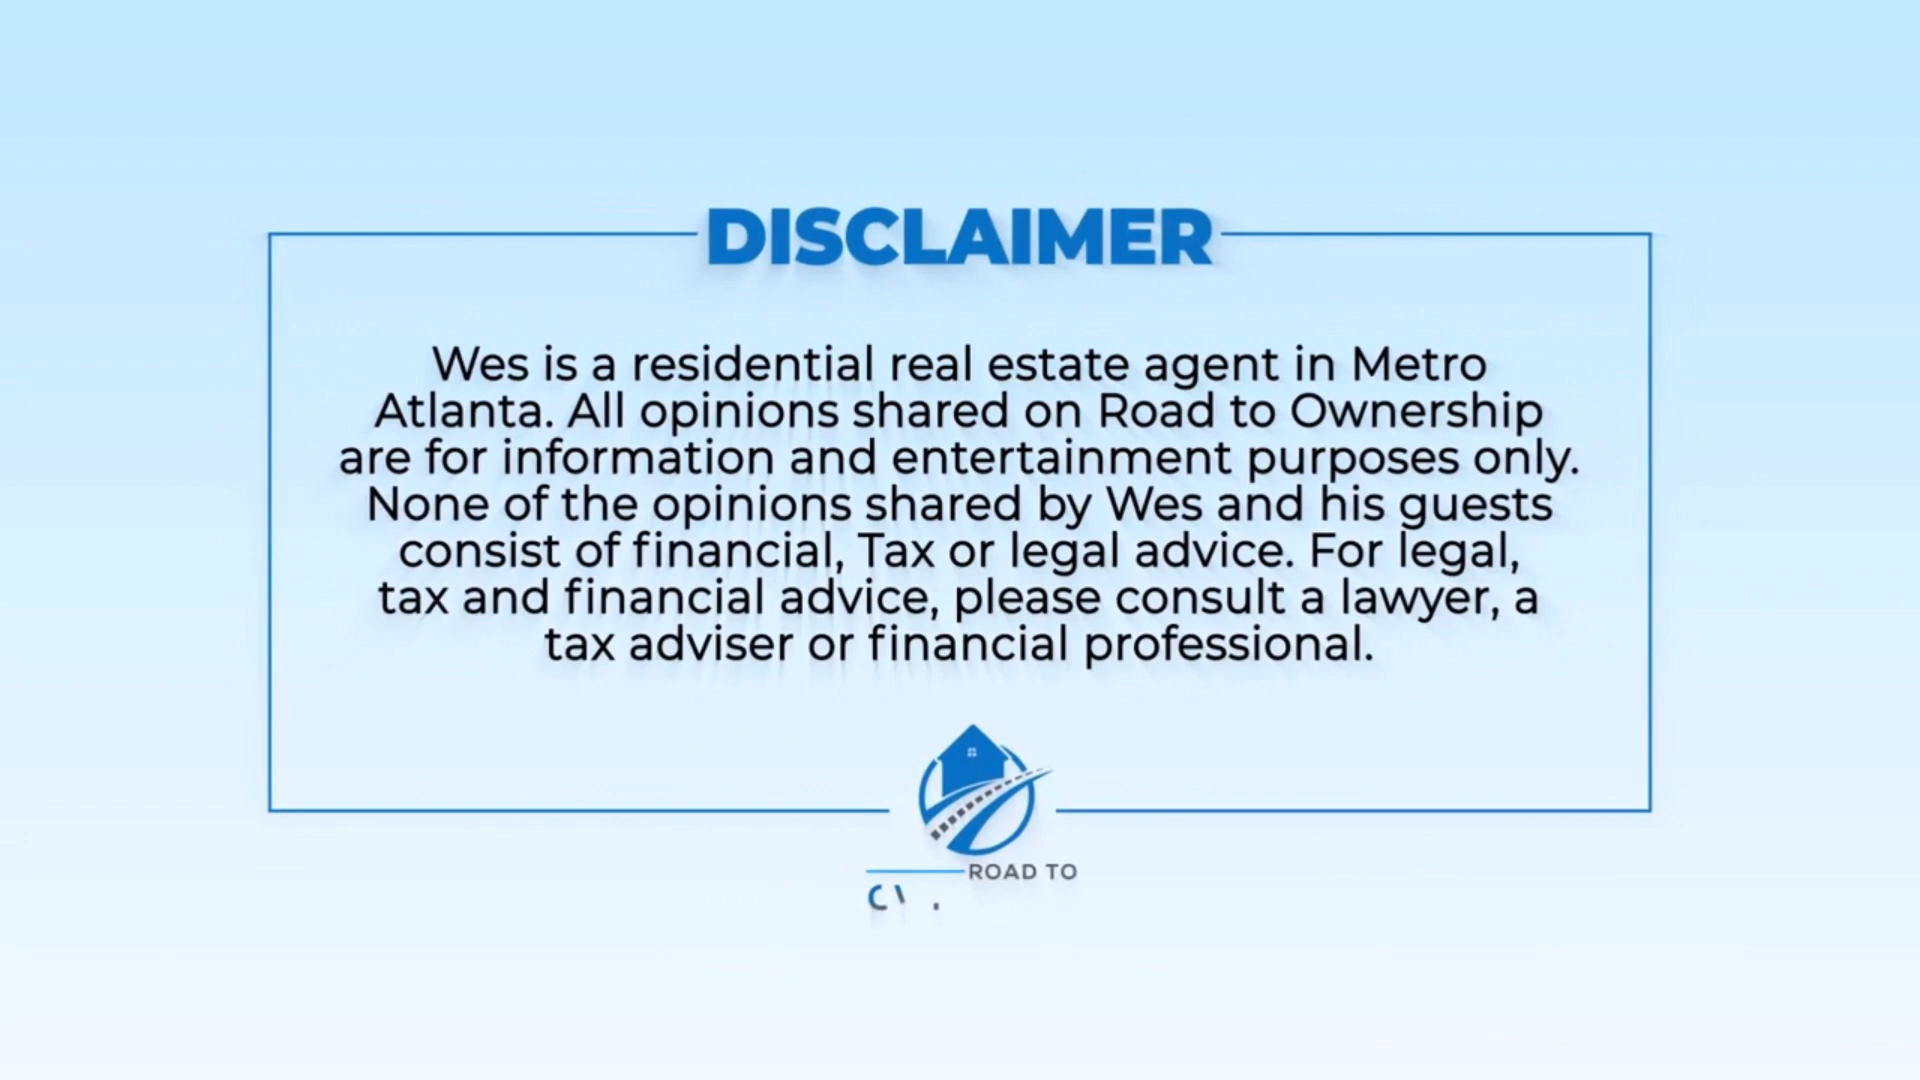 DISCLAIMER
Wes is a residential real estate agent in Metro
Atlanta. All opinions shared on Road to Ownership
are for information and entertainment purposes only.
None of the opinions shared by Wes and his guests
consist of financial, Tax or legal advice. For legal,
tax and financial advice, please consult a lawyer, a
tax adviser or financial professional.
ROAD TO